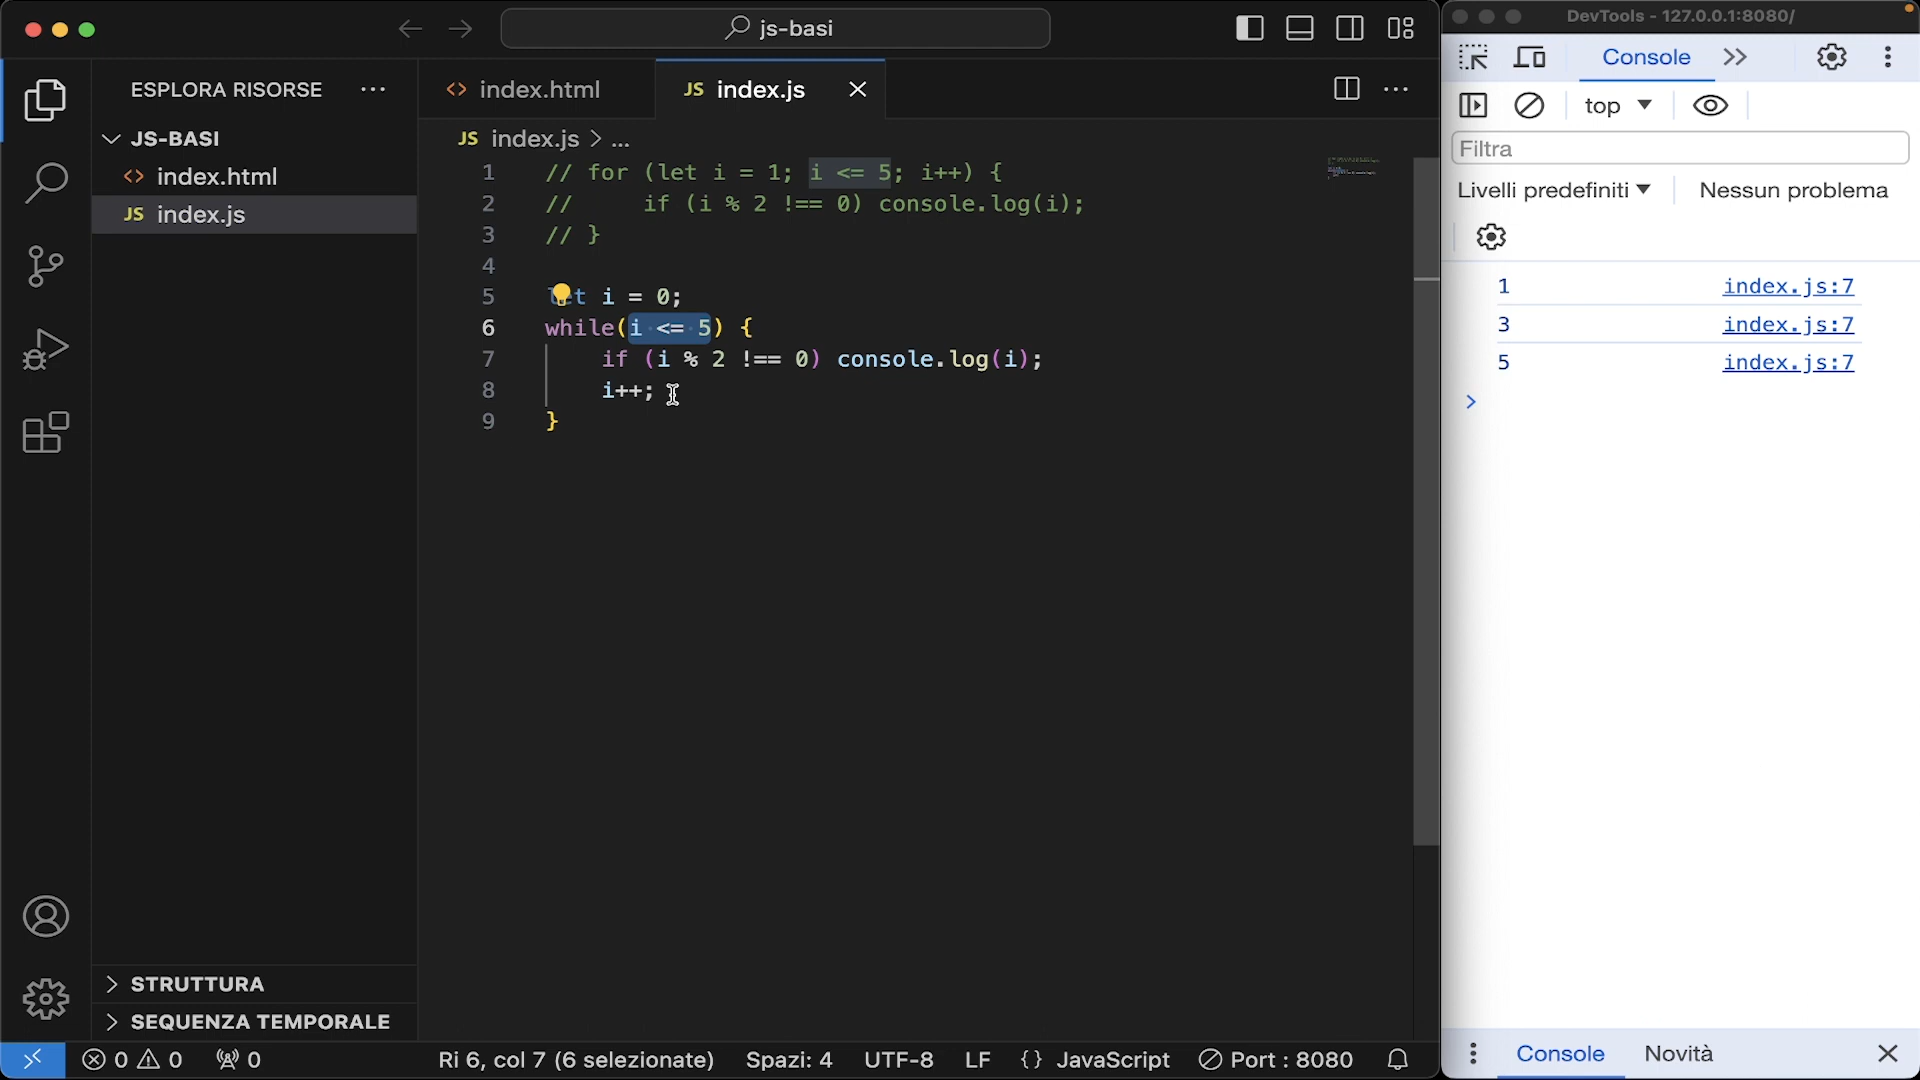 js-basi
ESPLORA RISORSE
JS-BASI
<> index.html
JS index.js
STRUTTURA
SEQUENZA TEMPORALE
<> index.html
JS index.js
JS index.js > ...
1 // for (let i = 1; i <= 5; i++) {
2 //     if (i % 2 !== 0) console.log(i);
3 // }
4
5 let i = 0;
6 while(i <= 5) {
7     if (i % 2 !== 0) console.log(i);
8     i++;
9 }
0 0 0
Ri 6, col 7 (6 selezionate) Spazi: 4 UTF-8 LF {} JavaScript Port : 8080
DevTools - 127.0.0.1:8080/
Console
top
Filtra
Livelli predefiniti Nessun problema
1 index.js:7
3 index.js:7
5 index.js:7
>
Console Novità